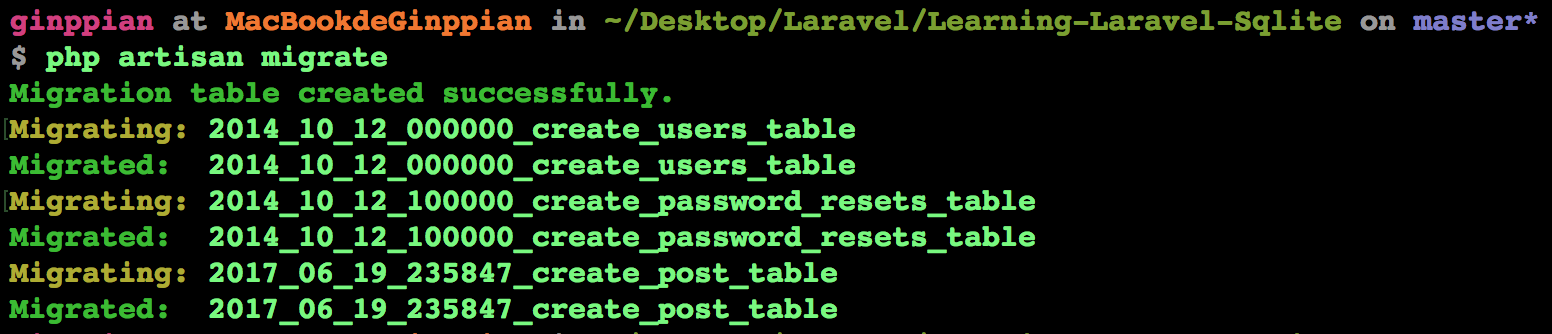 ginppian at MacBookdeGinppian in ~/Desktop/Laravel/Learning-Laravel-Sqlite on master*
$ php artisan migrate
Migration table created successfully.
Migrating: 2014_10_12_000000_create_users_table
Migrated:  2014_10_12_000000_create_users_table
Migrating: 2014_10_12_100000_create_password_resets_table
Migrated:  2014_10_12_100000_create_password_resets_table
Migrating: 2017_06_19_235847_create_post_table
Migrated:  2017_06_19_235847_create_post_table